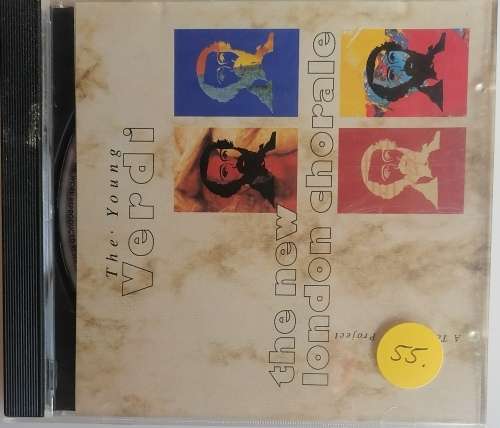 The · Young
Verdi
the new
london chorale
A
Project
55.